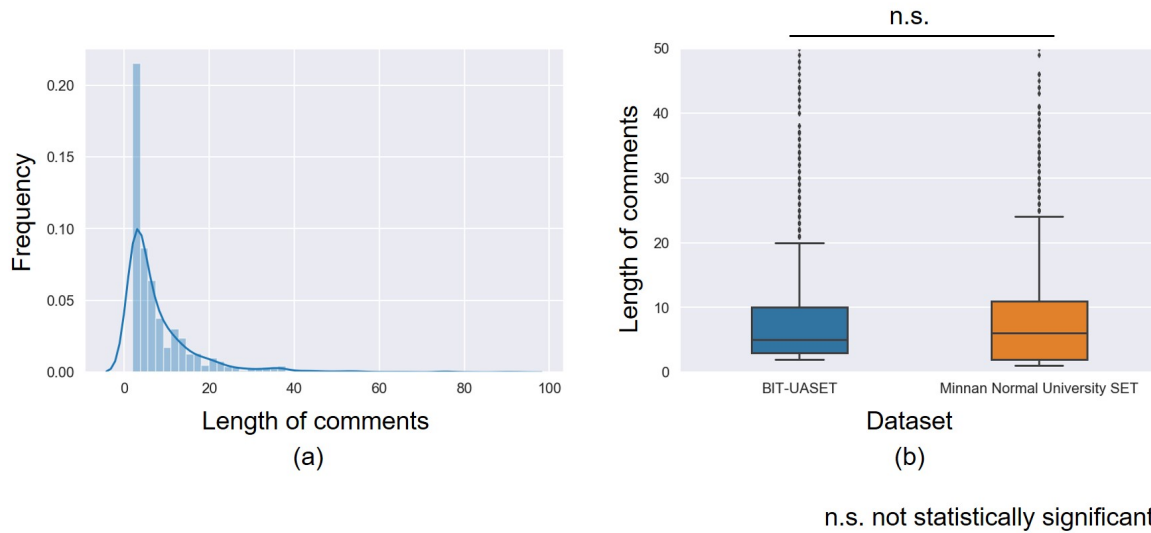 n.s.
Frequency
0.20
0.15
0.10
0.05
0.00
0 20 40 60 80 100
Length of comments
(a)
Length of comments
50
40
30
20
10
0
BIT-UASET Minnan Normal University SET
Dataset
(b)
n.s. not statistically significant